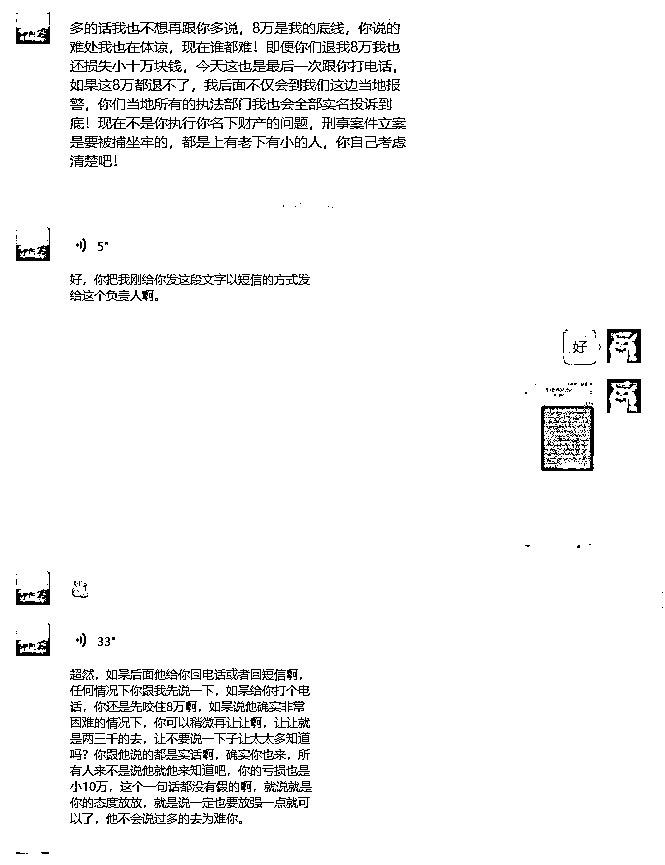 多的话我也不想再跟你多说，8万是我的底线，你说的
难处我也在体谅，现在谁都难！即便你们退我8万我也
还损失小十万块钱，今天这也是最后一次跟你打电话，
如果这8万都退不了，我后面不仅会到我们这边当地报
警，你们当地所有的执法部门我也会全部实名投诉到
底！现在不是你执行你名下财产的问题，刑事案件立案
是要被捕坐牢的，都是上有老下有小的人，你自己考虑
清楚吧！
5"
好，你把我刚给你发这段文字以短信的方式发
给这个负责人啊。
好
33"
超然，如果后面他给你回电话或者回短信啊，
任何情况下你跟我先说一下，如果给你打个电
话，你还是先咬住8万啊，如果说他确实非常
困难的情况下，你可以稍微再让让啊，让让就
是两三千的去，让不要说一下子让太太多知道
吗？你跟他说的都是实话啊，确实你也来，所
有人来不是说他就他来知道吧，你的亏损也是
小10万，这个一句话都没有假的啊，就说就是
你的态度放放，就是说一定也要放强一点就可
以了，他不会说过多的去为难你。